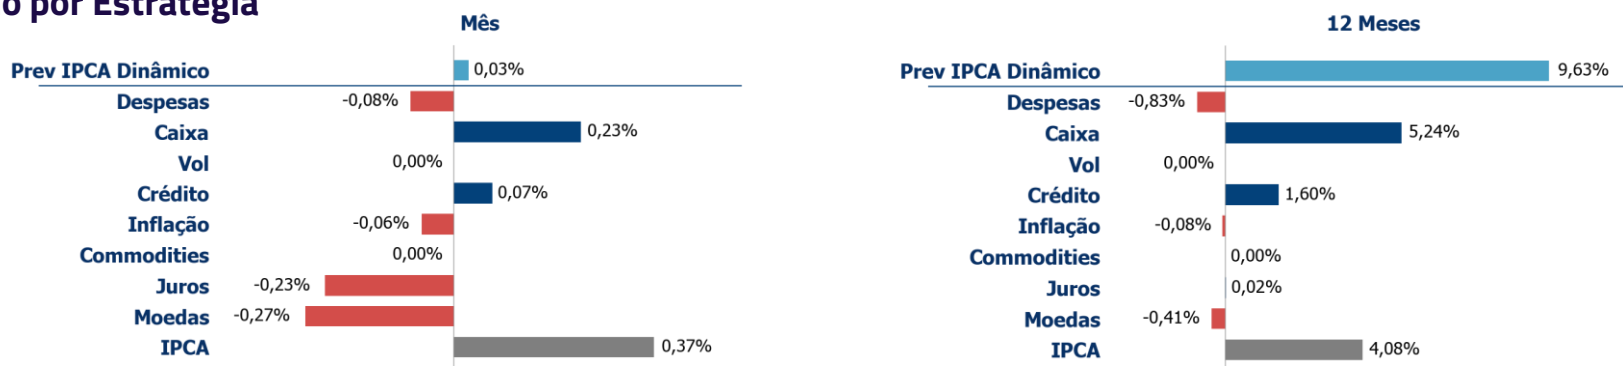 o por Estratégia
Mês
Prev IPCA Dinâmico 0,03%
Despesas -0,08%
Caixa 0,23%
Vol 0,00%
Crédito 0,07%
Inflação -0,06%
Commodities 0,00%
Juros -0,23%
Moedas -0,27%
IPCA 0,37%
12 Meses
Prev IPCA Dinâmico 9,63%
Despesas -0,83%
Caixa 5,24%
Vol 0,00%
Crédito 1,60%
Inflação -0,08%
Commodities 0,00%
Juros 0,02%
Moedas -0,41%
IPCA 4,08%